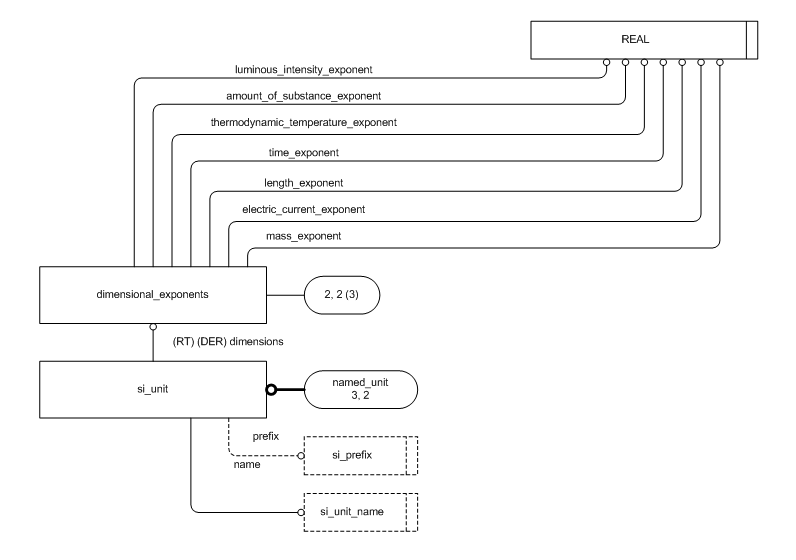 REAL
luminous_intensity_exponent
amount_of_substance_exponent
thermodynamic_temperature_exponent
time_exponent
length_exponent
electric_current_exponent
mass_exponent
dimensional_exponents
2, 2 (3)
(RT) (DER) dimensions
si_unit
named_unit
3, 2
prefix
name
si_prefix
si_unit_name